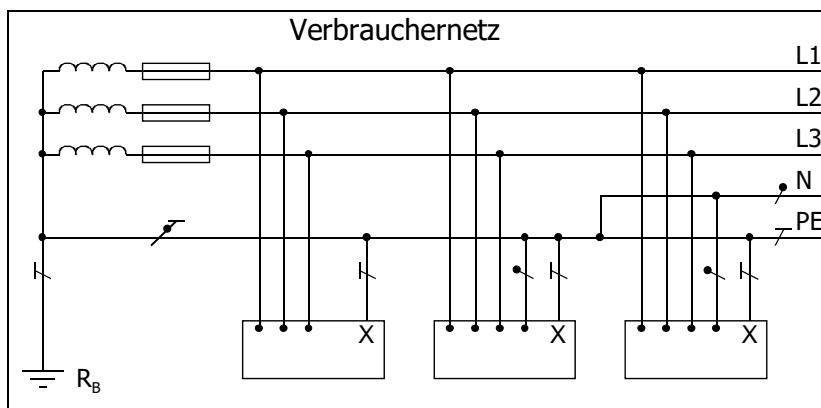 Verbrauchernetz
L1
L2
L3
N
PE
X
X
X
R_B